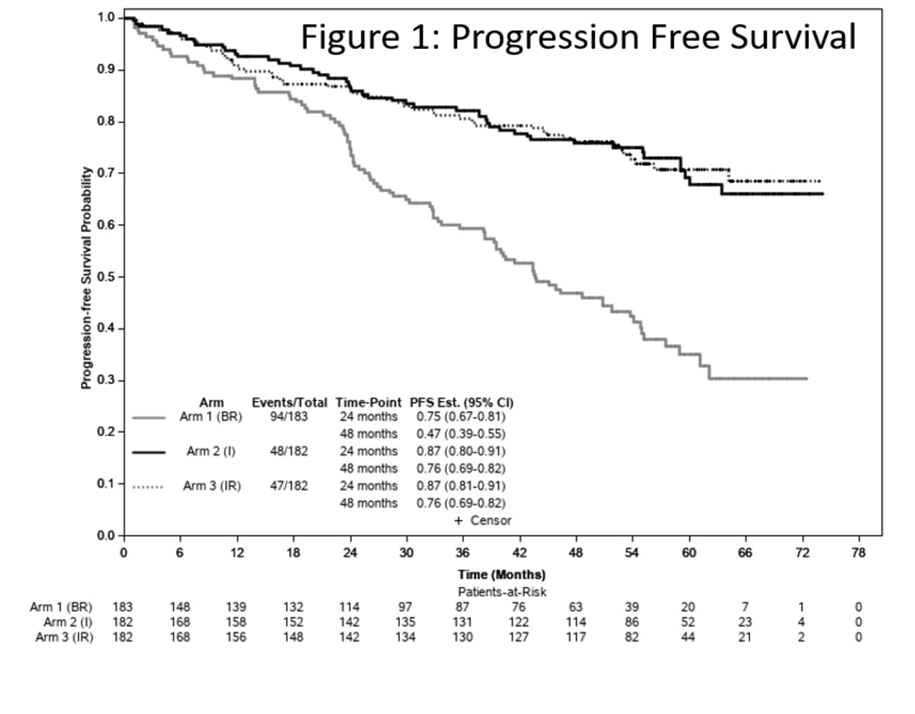 Figure 1: Progression Free Survival
Progression-free Survival Probability
1.0
0.9
0.8
0.7
0.6
0.5
0.4
0.3
0.2
0.1
0.0
Arm Events/Total Time-Point PFS Est. (95% CI)
Arm 1 (BR) 94/183 24 months 0.75 (0.67-0.81)
48 months 0.47 (0.39-0.55)
Arm 2 (I) 48/182 24 months 0.87 (0.80-0.91)
48 months 0.76 (0.69-0.82)
Arm 3 (IR) 47/182 24 months 0.87 (0.81-0.91)
48 months 0.76 (0.69-0.82)
+ Censor
0 6 12 18 24 30 36 42 48 54 60 66 72 78
Time (Months)
Patients-at-Risk
Arm 1 (BR) 183 148 139 132 114 97 87 76 63 39 20 7 1 0
Arm 2 (I) 182 168 158 152 142 135 131 122 114 86 52 23 4 0
Arm 3 (IR) 182 168 156 148 142 134 130 127 117 82 44 21 2 0